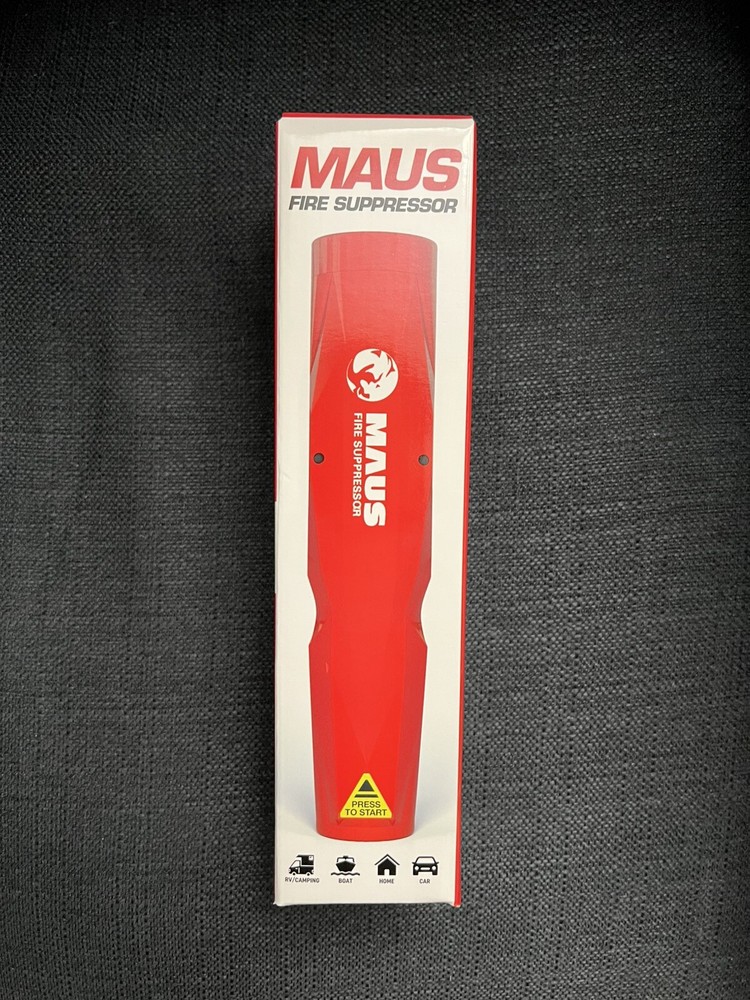 MAUS
FIRE SUPPRESSOR
MAUS
FIRE SUPPRESSOR
PRESS
TO START
RV/CAMPING
BOAT
HOME
CAR